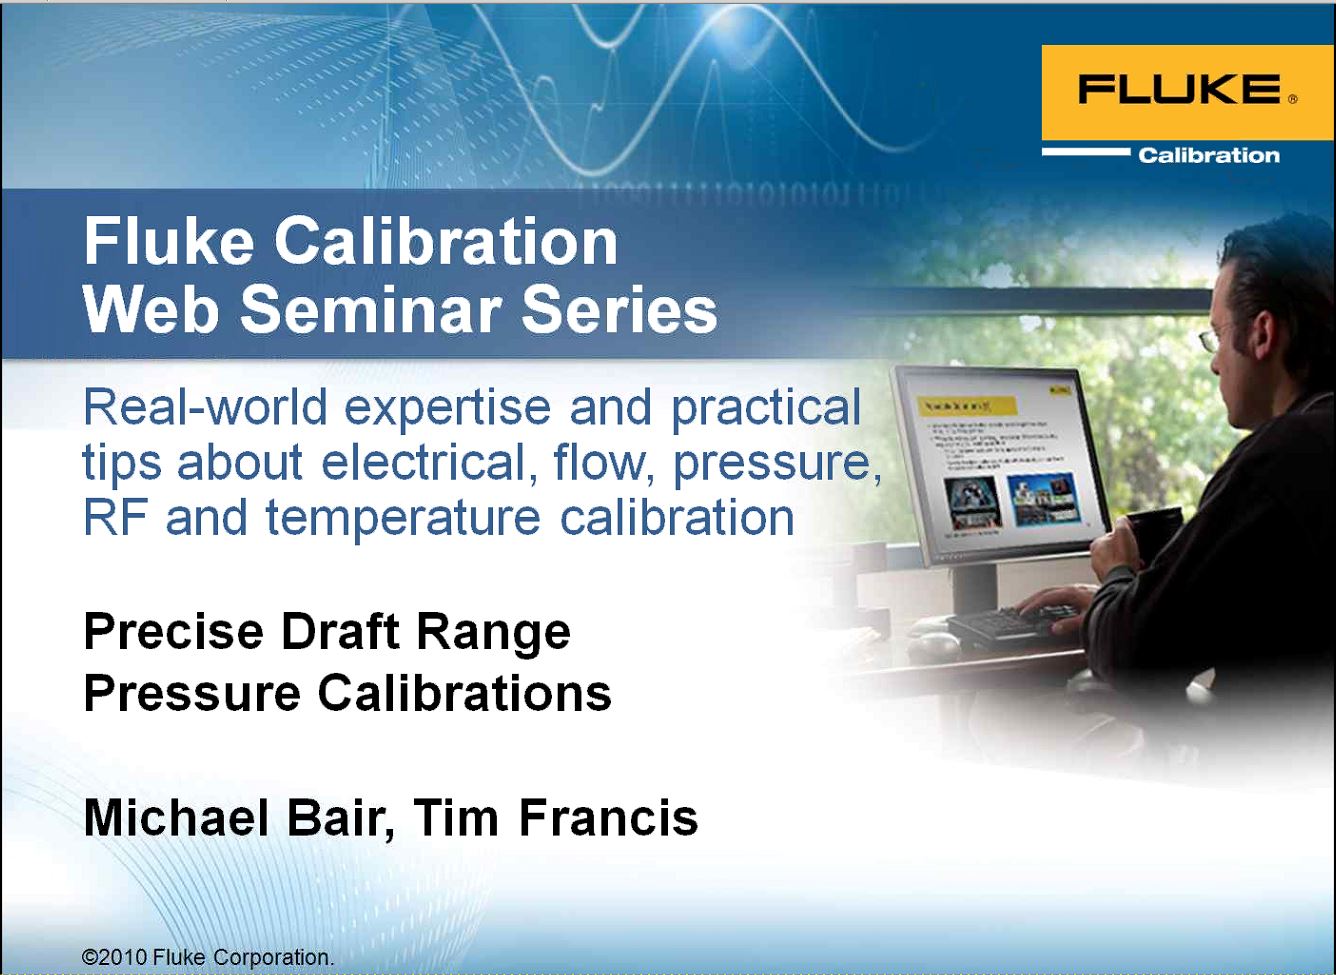 FLUKE®
Calibration
Fluke Calibration
Web Seminar Series
Real-world expertise and practical
tips about electrical, flow, pressure,
RF and temperature calibration
Precise Draft Range
Pressure Calibrations
Michael Bair, Tim Francis
©2010 Fluke Corporation.